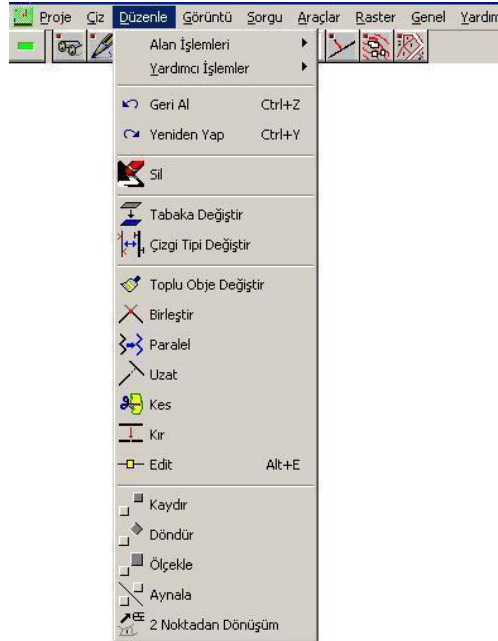 Proje Çiz Düzenle Görüntü Sorgu Araçlar Raster Genel Yardım
Alan İşlemleri
Yardımcı İşlemler
Geri Al Ctrl+Z
Yeniden Yap Ctrl+Y
Sil
Tabaka Değiştir
Çizgi Tipi Değiştir
Toplu Obje Değiştir
Birleştir
Paralel
Uzat
Kes
Kır
Edit Alt+E
Kaydır
Döndür
Ölçekle
Aynala
2 Noktadan Dönüşüm